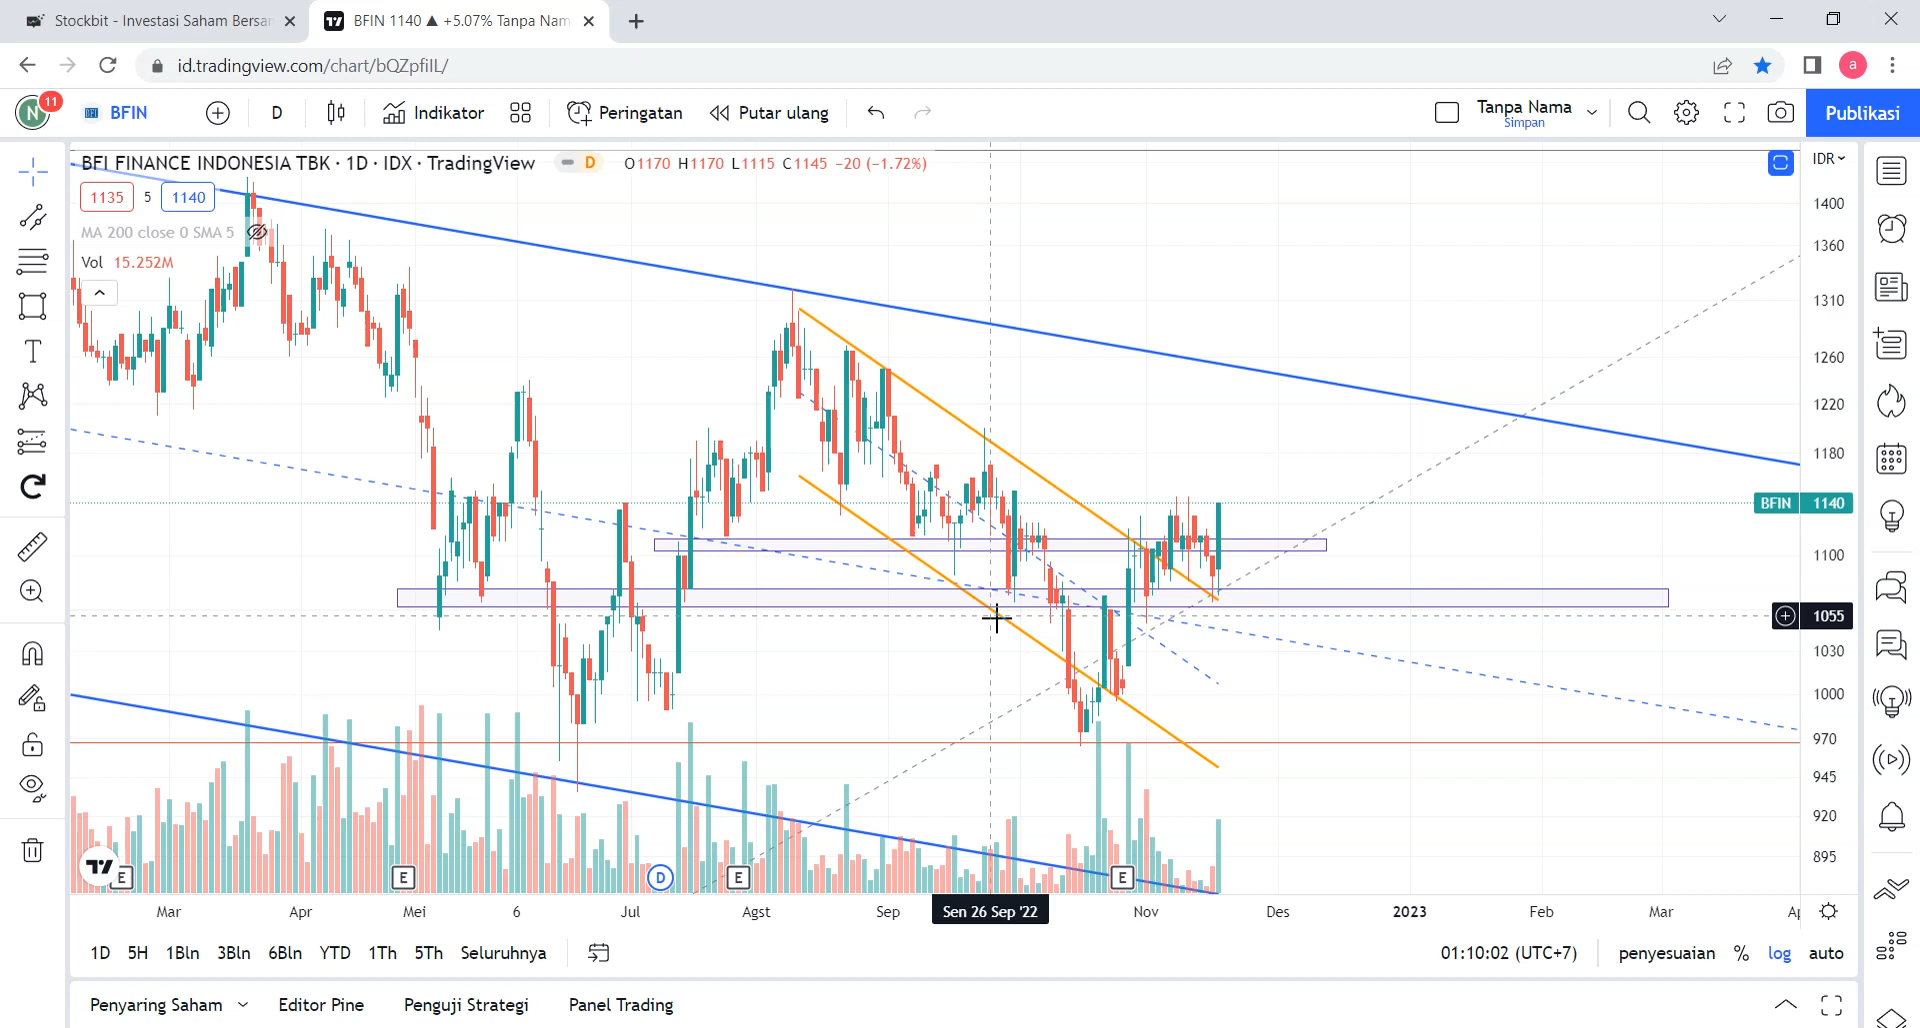 Stockbit - Investasi Saham Bersar
BFIN 1140 ▲ +5.07% Tanpa Nam
id.tradingview.com/chart/bQZpfiIL/
a
N
11
BFIN
D
Indikator
Peringatan
Putar ulang
Tanpa Nama
Simpan
Publikasi
BFI FINANCE INDONESIA TBK · 1D · IDX · TradingView
D
O1170 H1170 L1115 C1145 −20 (−1.72%)
IDR
1135
5
1140
MA 200 close 0 SMA 5
Vol 15.252M
1400
1360
1310
1260
1220
1180
BFIN 1140
1100
1055
1030
1000
970
945
920
895
E
E
D
E
E
Mar
Apr
Mei
6
Jul
Agst
Sep
Sen 26 Sep '22
Nov
Des
2023
Feb
Mar
1D 5H 1Bln 3Bln 6Bln YTD 1Th 5Th Seluruhnya
01:10:02 (UTC+7)
penyesuaian % log auto
Penyaring Saham
Editor Pine
Penguji Strategi
Panel Trading